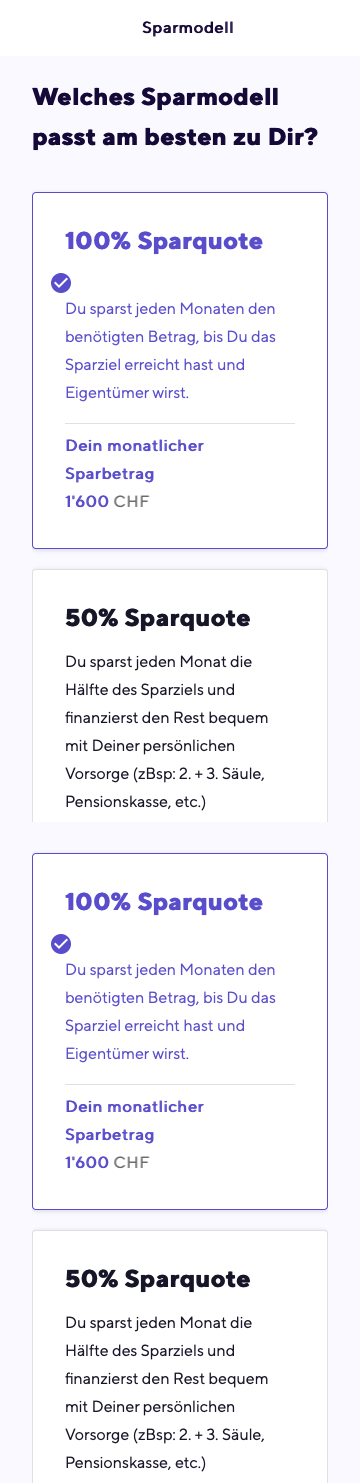 Sparmodell
Welches Sparmodell
passt am besten zu Dir?
100% Sparquote
Du sparst jeden Monaten den
benötigten Betrag, bis Du das
Sparziel erreicht hast und
Eigentümer wirst.
Dein monatlicher
Sparbetrag
1'600 CHF
50% Sparquote
Du sparst jeden Monat die
Hälfte des Sparziels und
finanzierst den Rest bequem
mit Deiner persönlichen
Vorsorge (zBsp: 2. + 3. Säule,
Pensionskasse, etc.)
100% Sparquote
Du sparst jeden Monaten den
benötigten Betrag, bis Du das
Sparziel erreicht hast und
Eigentümer wirst.
Dein monatlicher
Sparbetrag
1'600 CHF
50% Sparquote
Du sparst jeden Monat die
Hälfte des Sparziels und
finanzierst den Rest bequem
mit Deiner persönlichen
Vorsorge (zBsp: 2. + 3. Säule,
Pensionskasse, etc.)